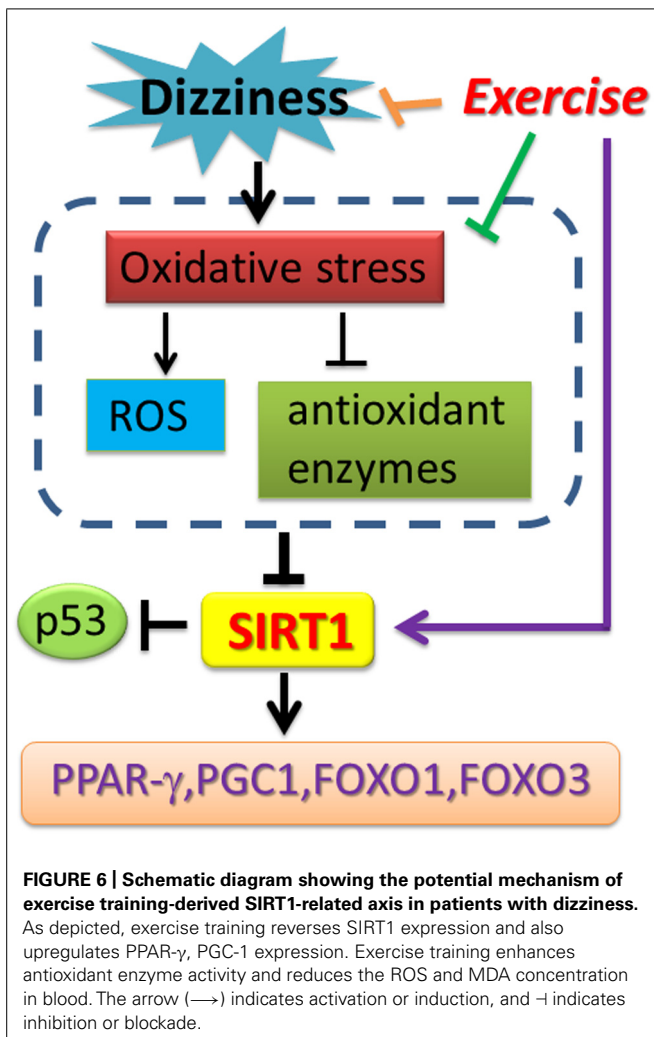 Dizziness
Exercise
Oxidative stress
ROS
antioxidant
enzymes
p53
SIRT1
PPAR-γ,PGC1,FOXO1,FOXO3
FIGURE 6 | Schematic diagram showing the potential mechanism of
exercise training-derived SIRT1-related axis in patients with dizziness.
As depicted, exercise training reverses SIRT1 expression and also
upregulates PPAR-γ, PGC-1 expression. Exercise training enhances
antioxidant enzyme activity and reduces the ROS and MDA concentration
in blood. The arrow (⟶) indicates activation or induction, and ⊣ indicates
inhibition or blockade.